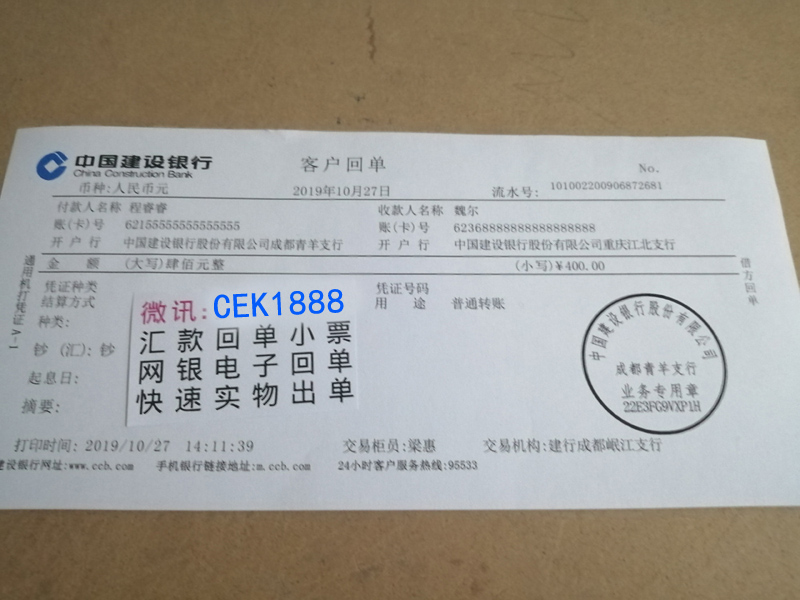 中国建设银行
China Construction Bank
客户回单
No.
币种:人民币元
2019年10月27日
流水号: 101002200906872681
付款人名称 程睿睿
收款人名称 魏尔
账(卡)号 62155555555555555
账(卡)号 6236888888888888888
开 户 行 中国建设银行股份有限公司成都青羊支行
开 户 行 中国建设银行股份有限公司重庆江北支行
金 额 (大写)肆佰元整
(小写)¥400.00
凭证种类
凭证号码
结算方式
用 途 普通转账
种类:
钞(汇):钞
起息日:
摘要:
微讯:CEK1888
汇款回单小票
网银电子回单
快速实物出单
中国建设银行股份有限公司
成都青羊支行
业务专用章
22E3FG9VXP1H
通用机打凭证 A-1
借方回单
打印时间: 2019/10/27 14:11:39
交易柜员:梁惠
交易机构:建行成都岷江支行
建设银行网址:www.ccb.com
手机银行链接地址:m.ccb.com
24小时客户服务热线:95533